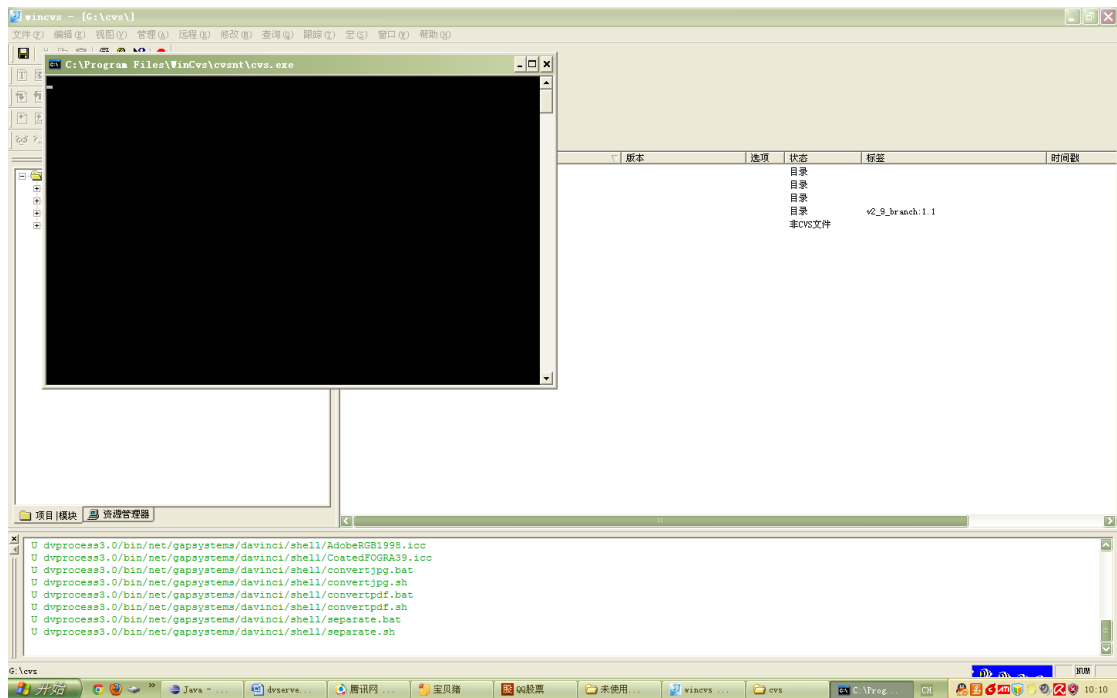 wincvs - [G:\cvs\]
文件(F) 编辑(E) 视图(V) 管理(A) 远程(R) 修改(M) 查询(Q) 跟踪(T) 宏(S) 窗口(W) 帮助(H)
C:\Program Files\WinCvs\cvsnt\cvs.exe
版本 选项 状态 标签 时间戳
目录
目录
目录
目录 v2_9_branch:1.1
非CVS文件
项目|模块 资源管理器
U dvprocess3.0/bin/net/gapsystems/davinci/shell/AdobeRGB1998.icc
U dvprocess3.0/bin/net/gapsystems/davinci/shell/CoatedFOGRA39.icc
U dvprocess3.0/bin/net/gapsystems/davinci/shell/convertjpg.bat
U dvprocess3.0/bin/net/gapsystems/davinci/shell/convertjpg.sh
U dvprocess3.0/bin/net/gapsystems/davinci/shell/convertpdf.bat
U dvprocess3.0/bin/net/gapsystems/davinci/shell/convertpdf.sh
U dvprocess3.0/bin/net/gapsystems/davinci/shell/separate.bat
U dvprocess3.0/bin/net/gapsystems/davinci/shell/separate.sh
G:\cvs NUM
开始 Java - ... dvserve... 腾讯网 ... 宝贝猪 QQ股票 未使用... wincvs ... cvs C:\Prog... CH 10:10